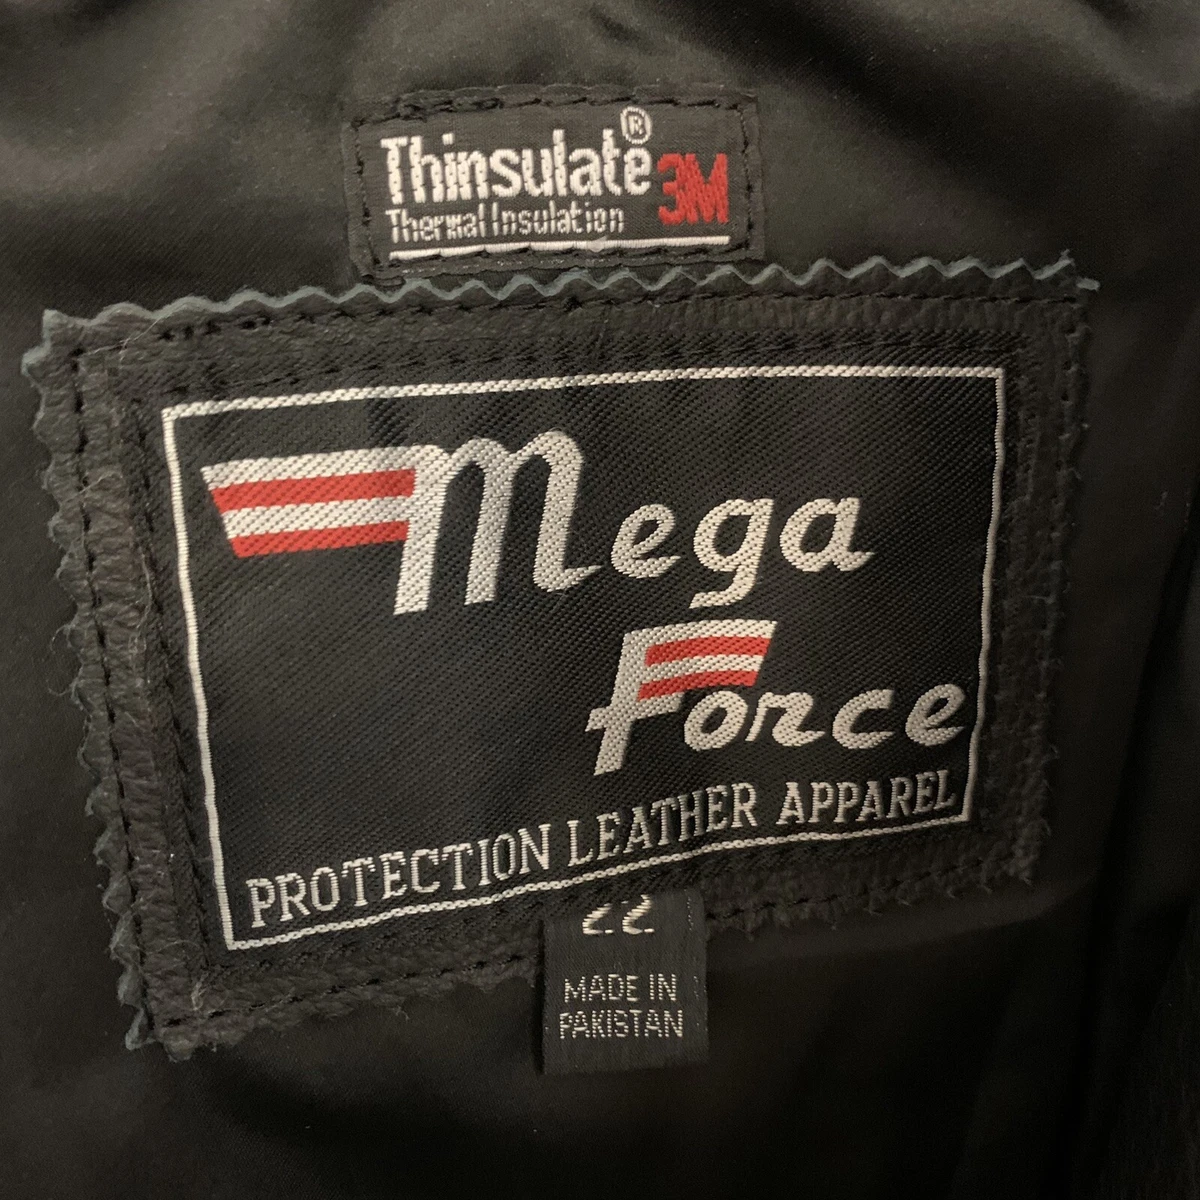 Thinsulate® 3M
Thermal Insulation
Mega
Force
PROTECTION LEATHER APPAREL
22
MADE IN
PAKISTAN